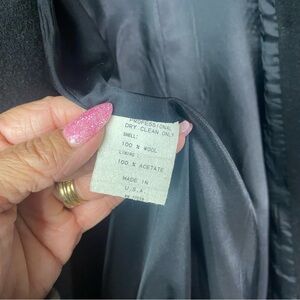 PROFESSIONAL
DRY CLEAN ONLY
SHELL:
100 % WOOL
LINING:
100 % ACETATE
MADE IN
U.S.A.